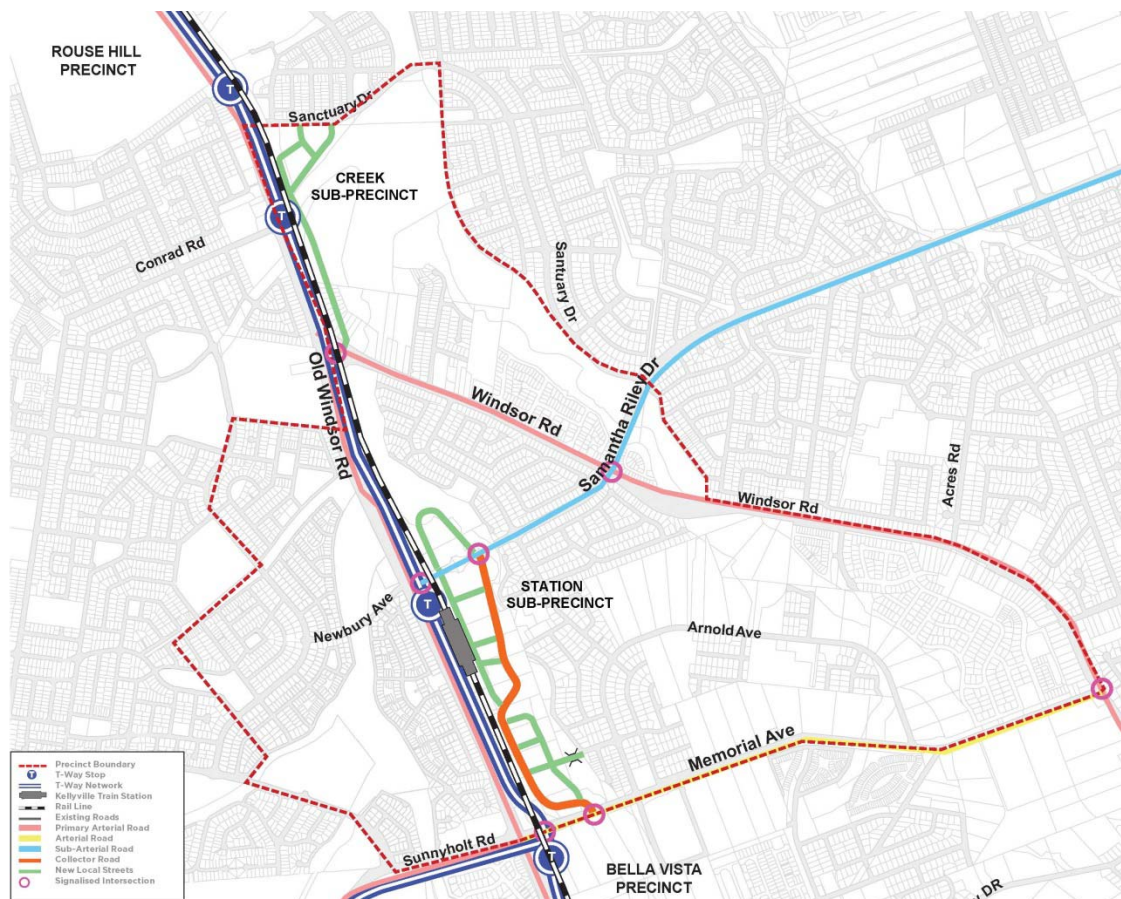 ROUSE HILL
PRECINCT
T
Sanctuary Dr
CREEK
SUB-PRECINCT
T
Conrad Rd
Santuary Dr
Old Windsor Rd
Windsor Rd
Samantha Riley Dr
Windsor Rd
Acres Rd
STATION
SUB-PRECINCT
T
Newbury Ave
Arnold Ave
Memorial Ave
Sunnyholt Rd
T
BELLA VISTA
PRECINCT
DR
Precinct Boundary
T T-Way Stop
T-Way Network
Kellyville Train Station
Rail Line
Existing Roads
Primary Arterial Road
Arterial Road
Sub-Arterial Road
Collector Road
New Local Streets
Signalised Intersection